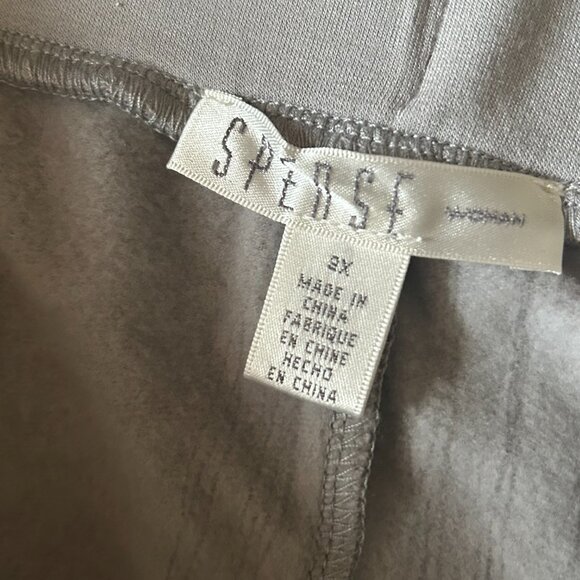 SPENSE WOMAN
3X
MADE IN
CHINA
FABRIQUE
EN CHINE
HECHO
EN CHINA